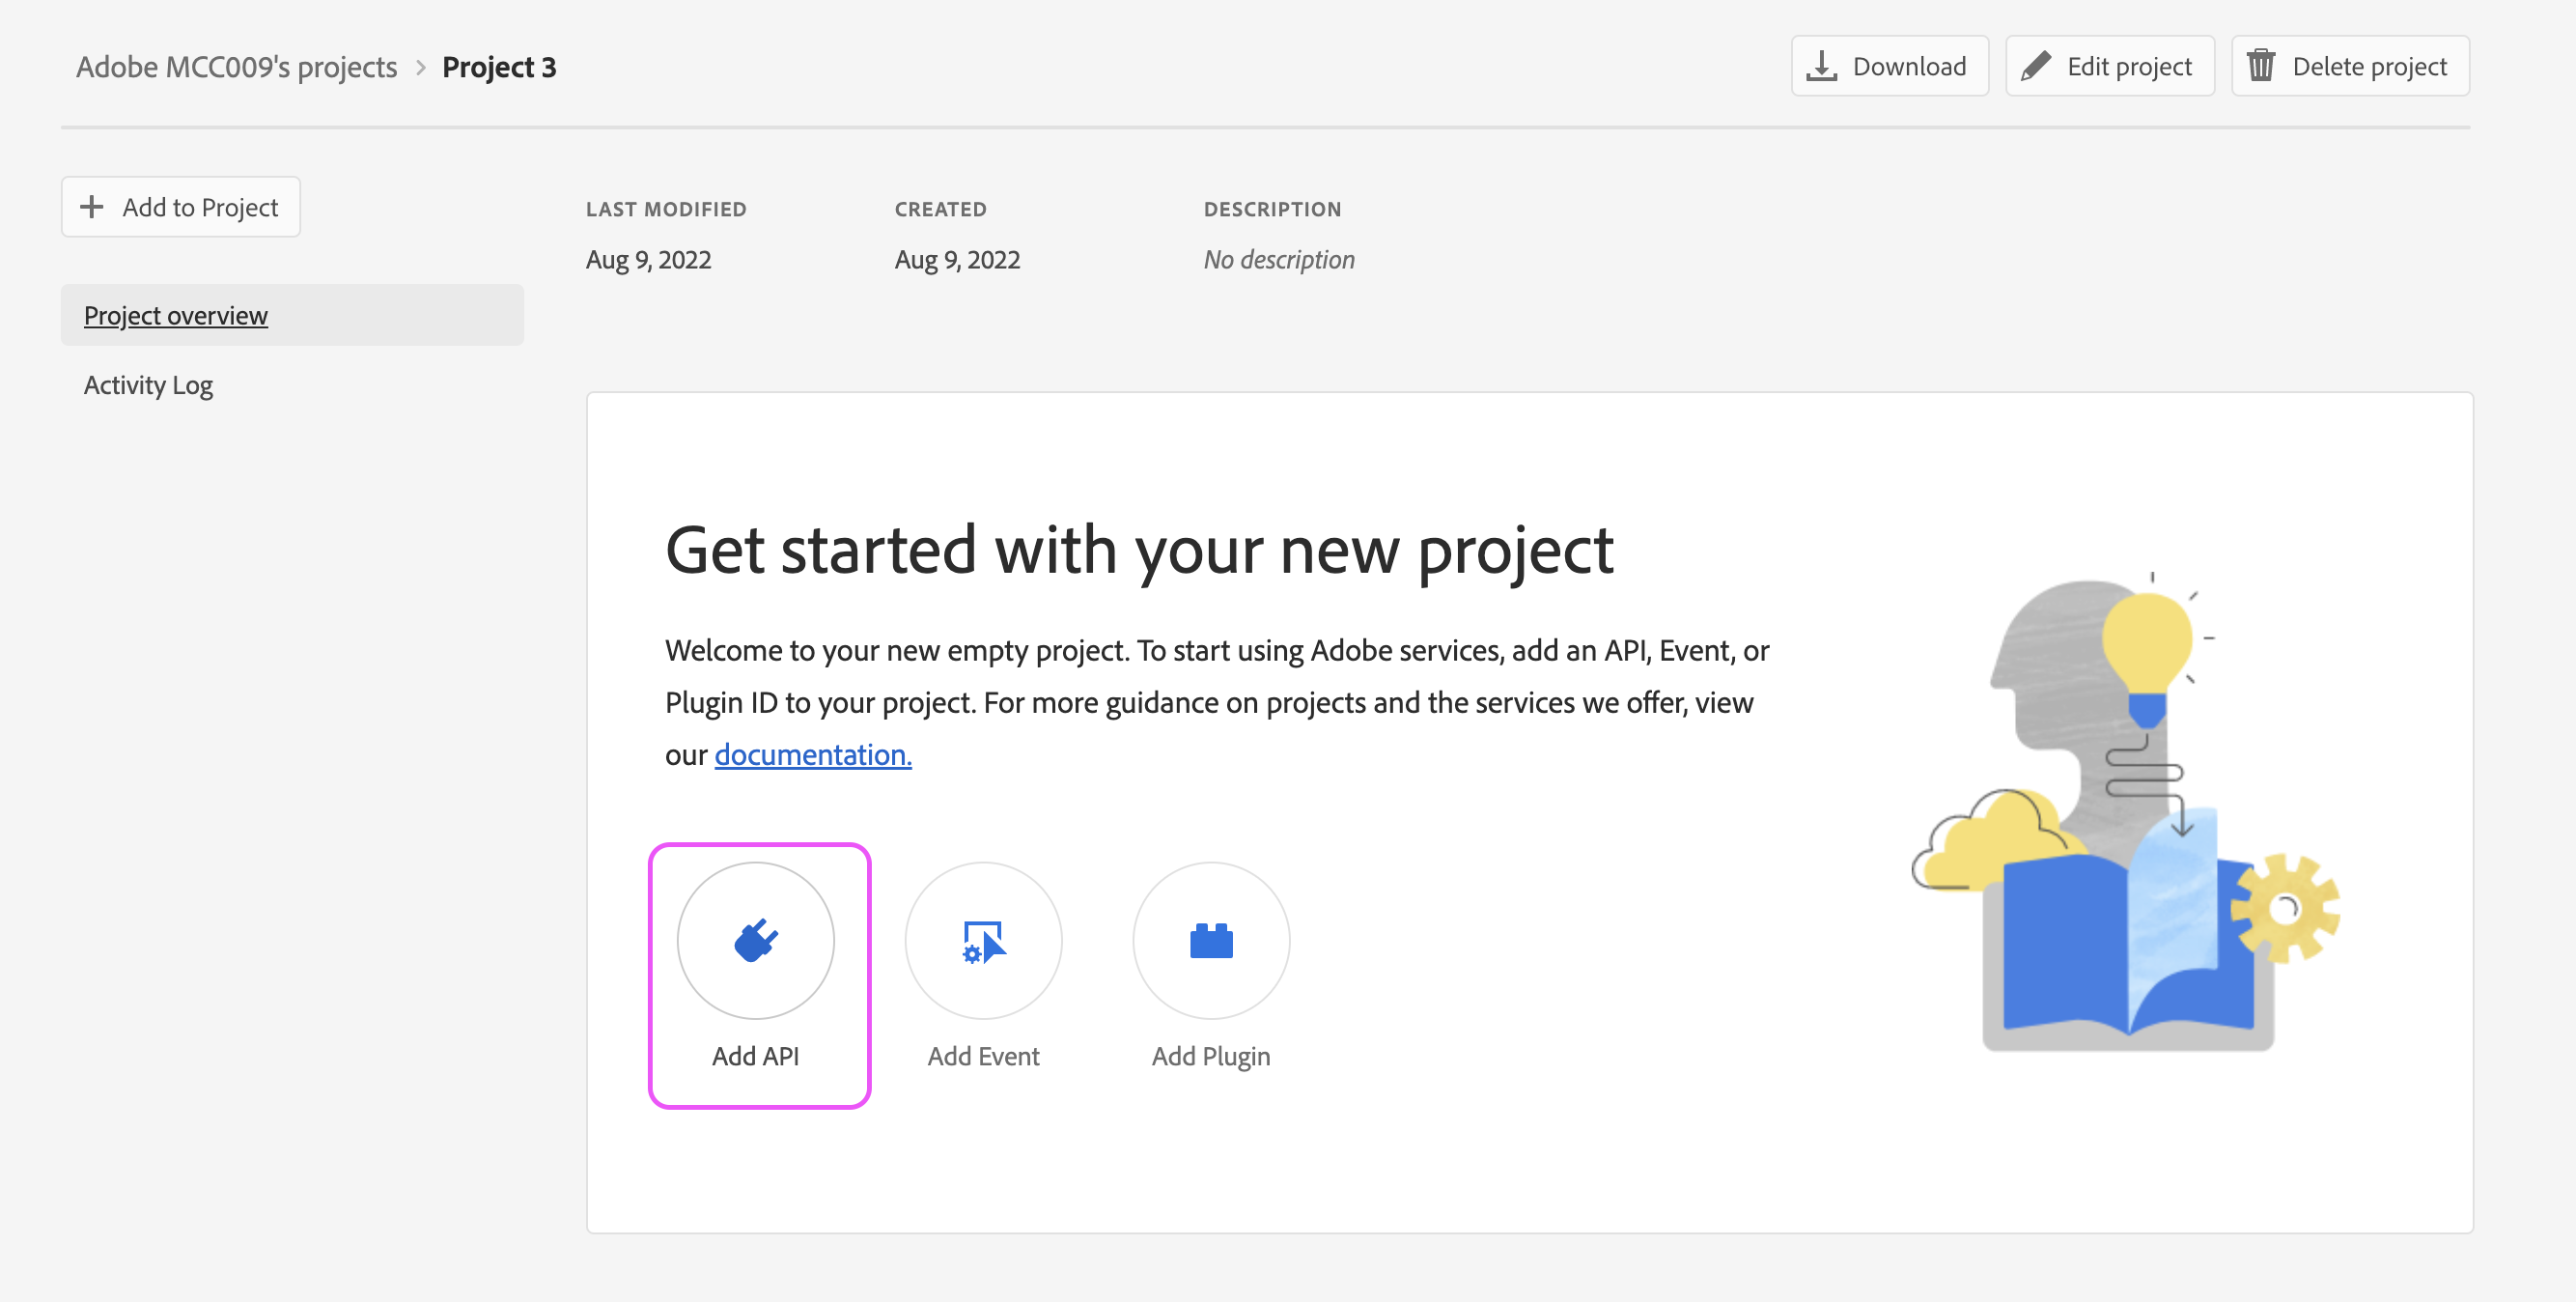 Adobe MCC009's projects > Project 3
Download
Edit project
Delete project
Add to Project
LAST MODIFIED
CREATED
DESCRIPTION
Aug 9, 2022
Aug 9, 2022
No description
Project overview
Activity Log
Get started with your new project
Welcome to your new empty project. To start using Adobe services, add an API, Event, or
Plugin ID to your project. For more guidance on projects and the services we offer, view
our documentation.
Add API
Add Event
Add Plugin